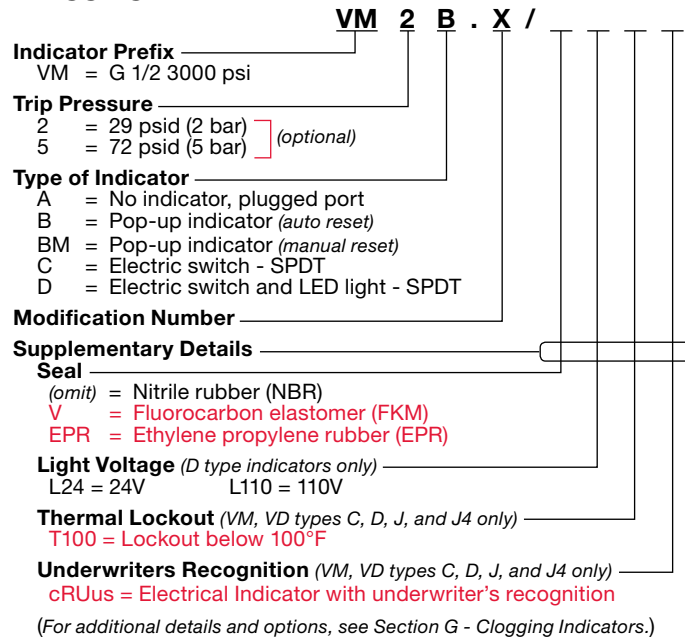 VM 2 B . X /
Indicator Prefix
VM = G 1/2 3000 psi
Trip Pressure
2 = 29 psid (2 bar)
5 = 72 psid (5 bar)
(optional)
Type of Indicator
A = No indicator, plugged port
B = Pop-up indicator (auto reset)
BM = Pop-up indicator (manual reset)
C = Electric switch - SPDT
D = Electric switch and LED light - SPDT
Modification Number
Supplementary Details
Seal
(omit) = Nitrile rubber (NBR)
V = Fluorocarbon elastomer (FKM)
EPR = Ethylene propylene rubber (EPR)
Light Voltage (D type indicators only)
L24 = 24V L110 = 110V
Thermal Lockout (VM, VD types C, D, J, and J4 only)
T100 = Lockout below 100°F
Underwriters Recognition (VM, VD types C, D, J, and J4 only)
cRUus = Electrical Indicator with underwriter's recognition
(For additional details and options, see Section G - Clogging Indicators.)